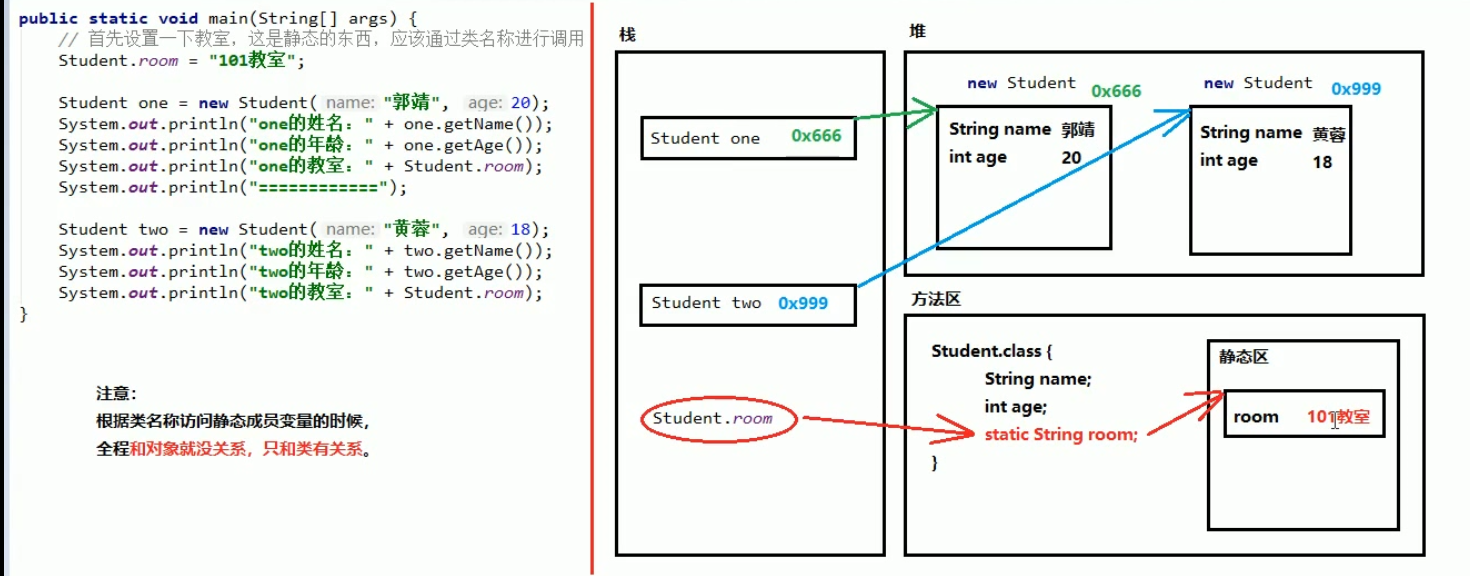 public static void main(String[] args) {
// 首先设置一下教室，这是静态的东西，应该通过类名称进行调用
Student.room = "101教室";
Student one = new Student( name: "郭靖", age: 20);
System.out.println("one的姓名：" + one.getName());
System.out.println("one的年龄：" + one.getAge());
System.out.println("one的教室：" + Student.room);
System.out.println("============");
Student two = new Student( name: "黄蓉", age: 18);
System.out.println("two的姓名：" + two.getName());
System.out.println("two的年龄：" + two.getAge());
System.out.println("two的教室：" + Student.room);
}
注意：
根据类名称访问静态成员变量的时候，
全程和对象就没关系，只和类有关系。
栈
Student one 0x666
Student two 0x999
Student.room
堆
new Student 0x666
String name 郭靖
int age 20
new Student 0x999
String name 黄蓉
int age 18
方法区
Student.class {
String name;
int age;
static String room;
}
静态区
room 101教室